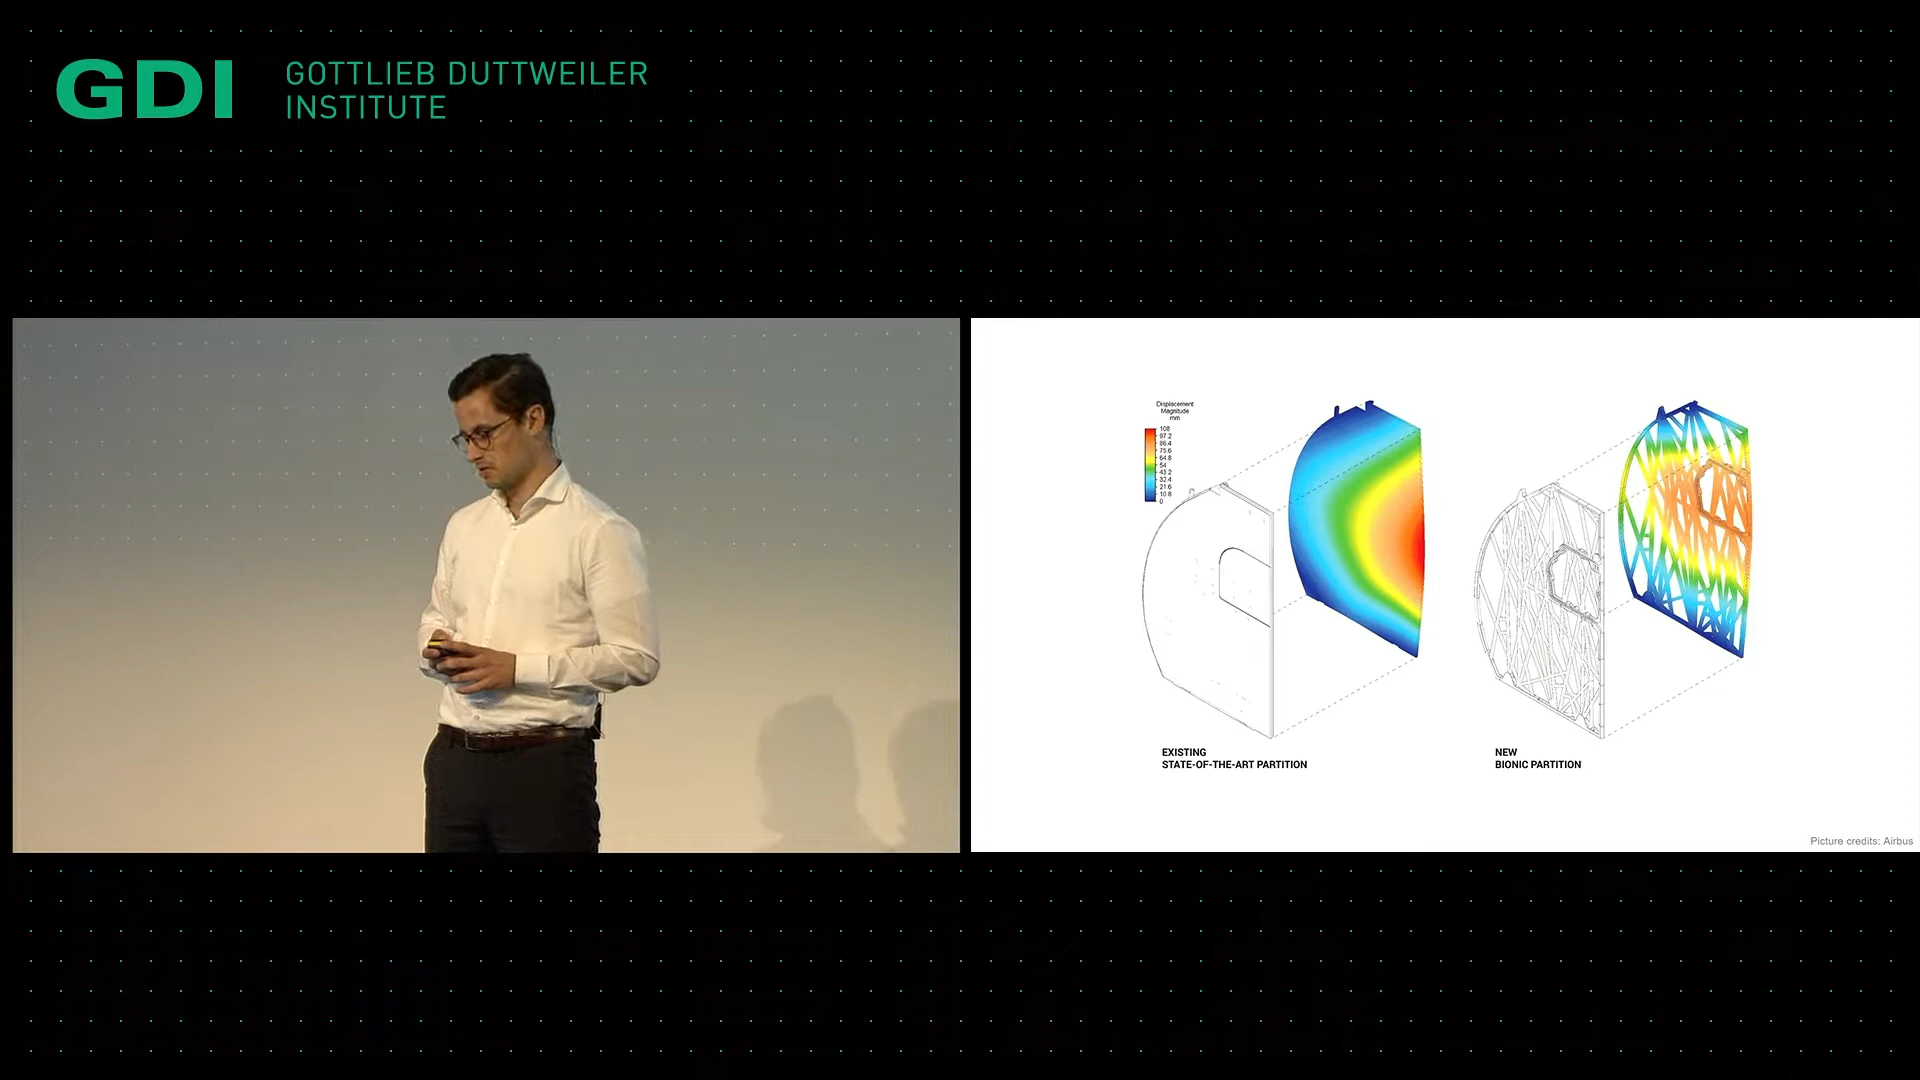 GDI
GOTTLIEB DUTTWEILER
INSTITUTE
Displacement
Magnitude
mm
108
97.2
86.4
75.6
64.8
54
43.2
32.4
21.6
10.8
0
EXISTING
STATE-OF-THE-ART PARTITION
NEW
BIONIC PARTITION
Picture credits: Airbus